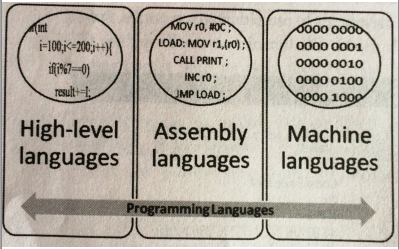 for(int
i=100;i<=200;i++){
if(i%7==0)
result+=I;
High-level
languages
MOV r0, #0C ;
LOAD: MOV r1,(r0) ;
CALL PRINT ;
INC r0 ;
JMP LOAD ;
Assembly
languages
0000 0000
0000 0001
0000 0010
0000 0100
0000 1000
Machine
languages
Programming Languages